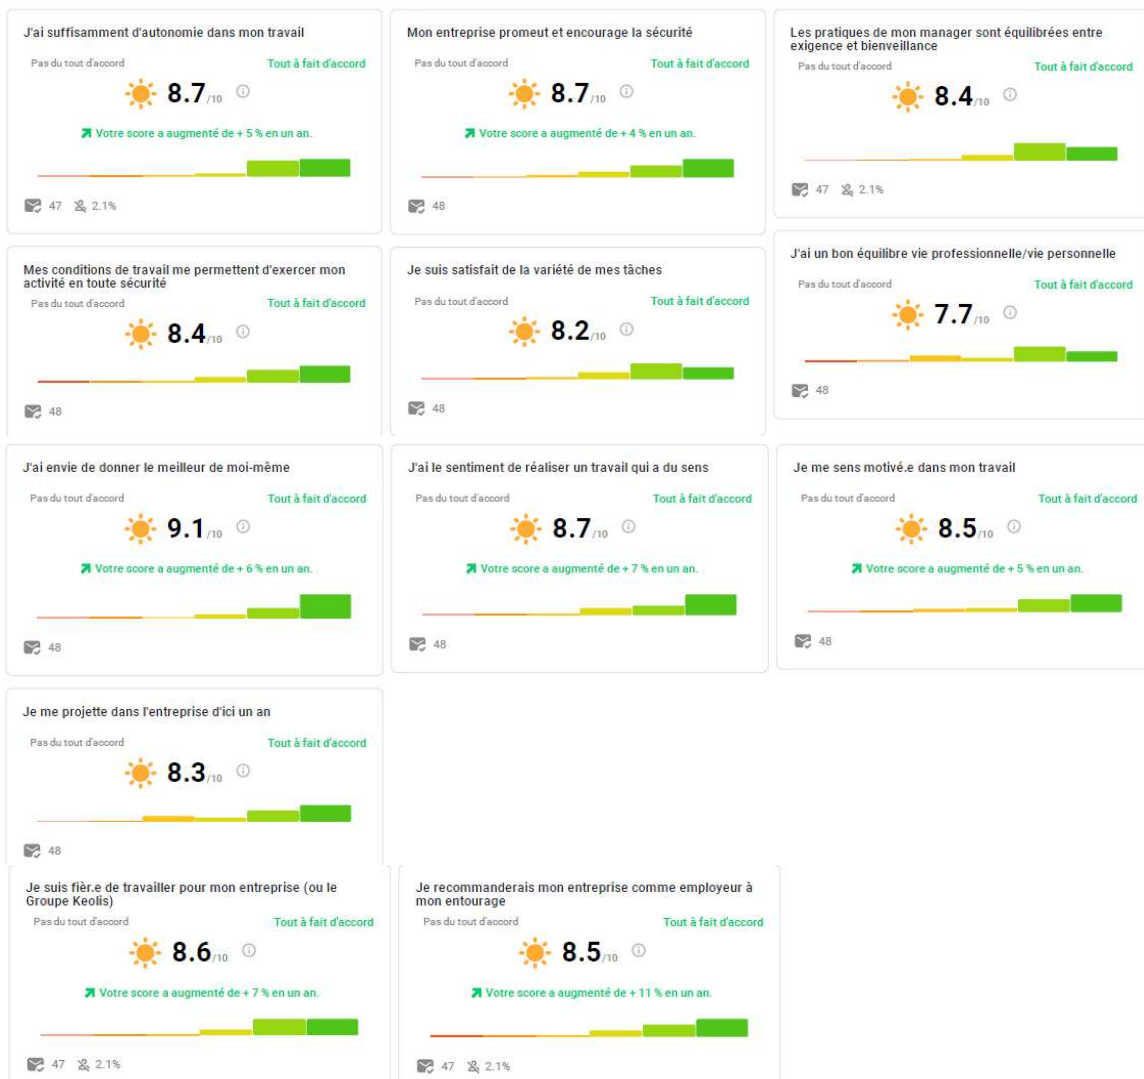 J'ai suffisamment d'autonomie dans mon travail
Pas du tout d'accord
Tout à fait d'accord
8.7/10
Votre score a augmenté de + 5 % en un an.
47 2.1%
Mon entreprise promeut et encourage la sécurité
Pas du tout d'accord
Tout à fait d'accord
8.7/10
Votre score a augmenté de + 4 % en un an.
48
Les pratiques de mon manager sont équilibrées entre
exigence et bienveillance
Pas du tout d'accord
Tout à fait d'accord
8.4/10
47 2.1%
Mes conditions de travail me permettent d'exercer mon
activité en toute sécurité
Pas du tout d'accord
Tout à fait d'accord
8.4/10
48
Je suis satisfait de la variété de mes tâches
Pas du tout d'accord
Tout à fait d'accord
8.2/10
48
J'ai un bon équilibre vie professionnelle/vie personnelle
Pas du tout d'accord
Tout à fait d'accord
7.7/10
48
J'ai envie de donner le meilleur de moi-même
Pas du tout d'accord
Tout à fait d'accord
9.1/10
Votre score a augmenté de + 6 % en un an.
48
J'ai le sentiment de réaliser un travail qui a du sens
Pas du tout d'accord
Tout à fait d'accord
8.7/10
Votre score a augmenté de + 7 % en un an.
48
Je me sens motivé.e dans mon travail
Pas du tout d'accord
Tout à fait d'accord
8.5/10
Votre score a augmenté de + 5 % en un an.
48
Je me projette dans l'entreprise d'ici un an
Pas du tout d'accord
Tout à fait d'accord
8.3/10
48
Je suis fièr.e de travailler pour mon entreprise (ou le
Groupe Keolis)
Pas du tout d'accord
Tout à fait d'accord
8.6/10
Votre score a augmenté de + 7 % en un an.
47 2.1%
Je recommanderais mon entreprise comme employeur à
mon entourage
Pas du tout d'accord
Tout à fait d'accord
8.5/10
Votre score a augmenté de + 11 % en un an.
47 2.1%